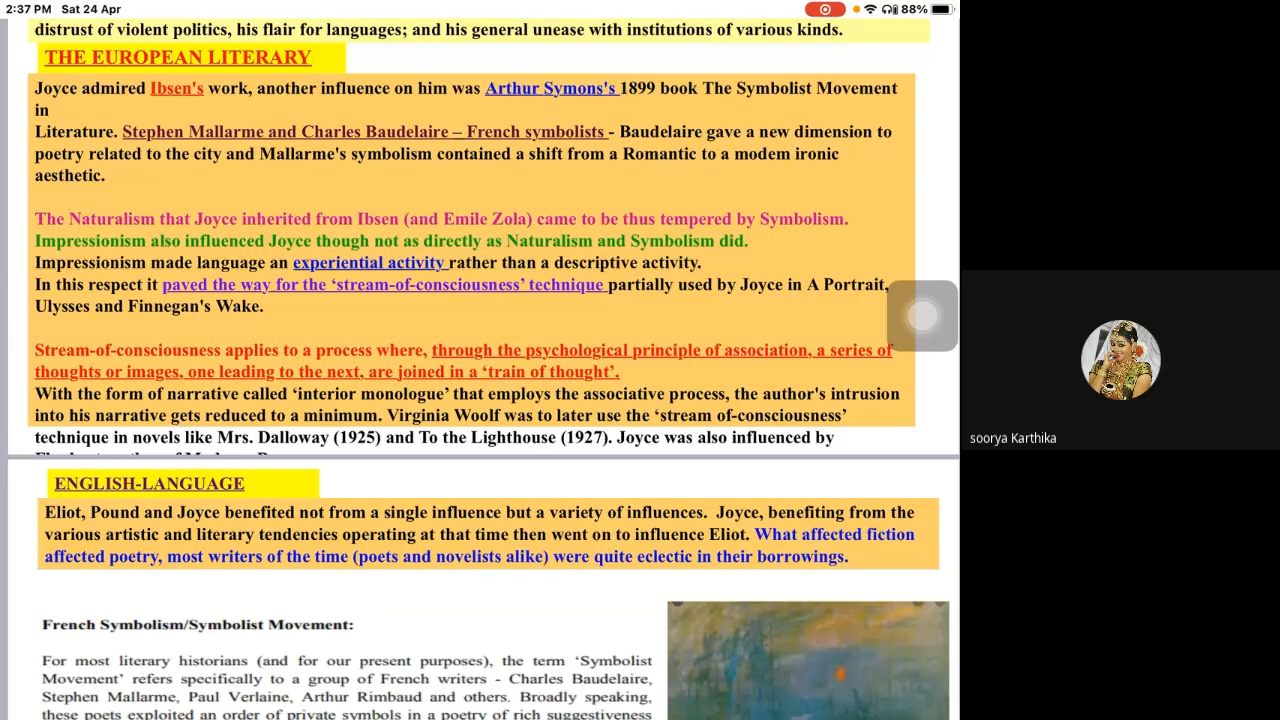 2:37 PM Sat 24 Apr
88%
distrust of violent politics, his flair for languages; and his general unease with institutions of various kinds.
THE EUROPEAN LITERARY
Joyce admired Ibsen's work, another influence on him was Arthur Symons's 1899 book The Symbolist Movement
in
Literature. Stephen Mallarme and Charles Baudelaire – French symbolists - Baudelaire gave a new dimension to
poetry related to the city and Mallarme's symbolism contained a shift from a Romantic to a modem ironic
aesthetic.
The Naturalism that Joyce inherited from Ibsen (and Emile Zola) came to be thus tempered by Symbolism.
Impressionism also influenced Joyce though not as directly as Naturalism and Symbolism did.
Impressionism made language an experiential activity rather than a descriptive activity.
In this respect it paved the way for the ‘stream-of-consciousness’ technique partially used by Joyce in A Portrait,
Ulysses and Finnegan's Wake.
Stream-of-consciousness applies to a process where, through the psychological principle of association, a series of
thoughts or images, one leading to the next, are joined in a ‘train of thought’.
With the form of narrative called ‘interior monologue’ that employs the associative process, the author's intrusion
into his narrative gets reduced to a minimum. Virginia Woolf was to later use the ‘stream of-consciousness’
technique in novels like Mrs. Dalloway (1925) and To the Lighthouse (1927). Joyce was also influenced by
soorya Karthika
ENGLISH-LANGUAGE
Eliot, Pound and Joyce benefited not from a single influence but a variety of influences. Joyce, benefiting from the
various artistic and literary tendencies operating at that time then went on to influence Eliot. What affected fiction
affected poetry, most writers of the time (poets and novelists alike) were quite eclectic in their borrowings.
French Symbolism/Symbolist Movement:
For most literary historians (and for our present purposes), the term ‘Symbolist
Movement’ refers specifically to a group of French writers - Charles Baudelaire,
Stephen Mallarme, Paul Verlaine, Arthur Rimbaud and others. Broadly speaking,
these poets exploited an order of private symbols in a poetry of rich suggestiveness